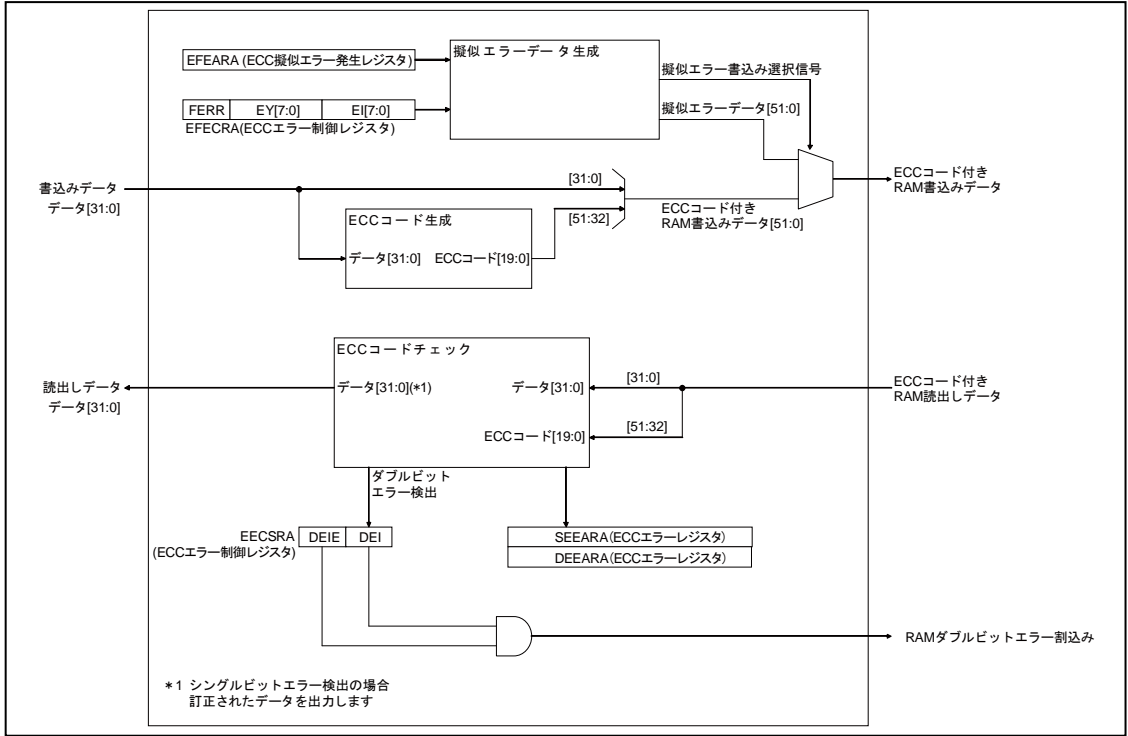 EFEARA (ECC擬似エラー発生レジスタ)
擬似エラーデータ生成
擬似エラー書込み選択信号
擬似エラーデータ[51:0]
FERR EY[7:0] EI[7:0]
EFECRA(ECCエラー制御レジスタ)
書込みデータ
データ[31:0]
[31:0]
[51:32]
ECCコード生成
データ[31:0] ECCコード[19:0]
ECCコード付き
RAM書込みデータ[51:0]
ECCコード付き
RAM書込みデータ
ECCコードチェック
読出しデータ
データ[31:0]
データ[31:0](*1)
データ[31:0]
[31:0]
ECCコード[19:0]
[51:32]
ECCコード付き
RAM読出しデータ
ダブルビット
エラー検出
EECSRA
(ECCエラー制御レジスタ)
DEIE DEI
SEEARA(ECCエラーレジスタ)
DEEARA(ECCエラーレジスタ)
RAMダブルビットエラー割込み
*1 シングルビットエラー検出の場合
訂正されたデータを出力します